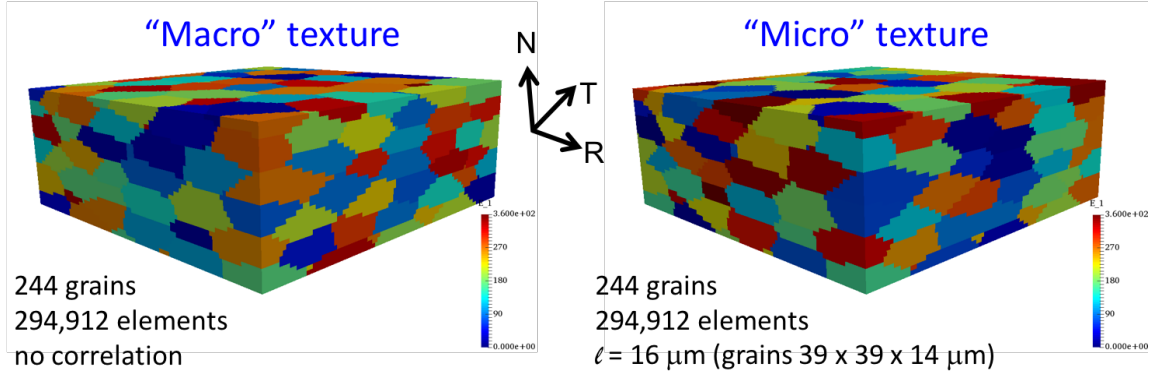 “Macro” texture
244 grains
294,912 elements
no correlation
E_1
3.600e+02
270
180
90
0.000e+00
N
T
R
“Micro” texture
244 grains
294,912 elements
ℓ = 16 μm (grains 39 x 39 x 14 μm)
E_1
3.600e+02
270
180
90
0.000e+00